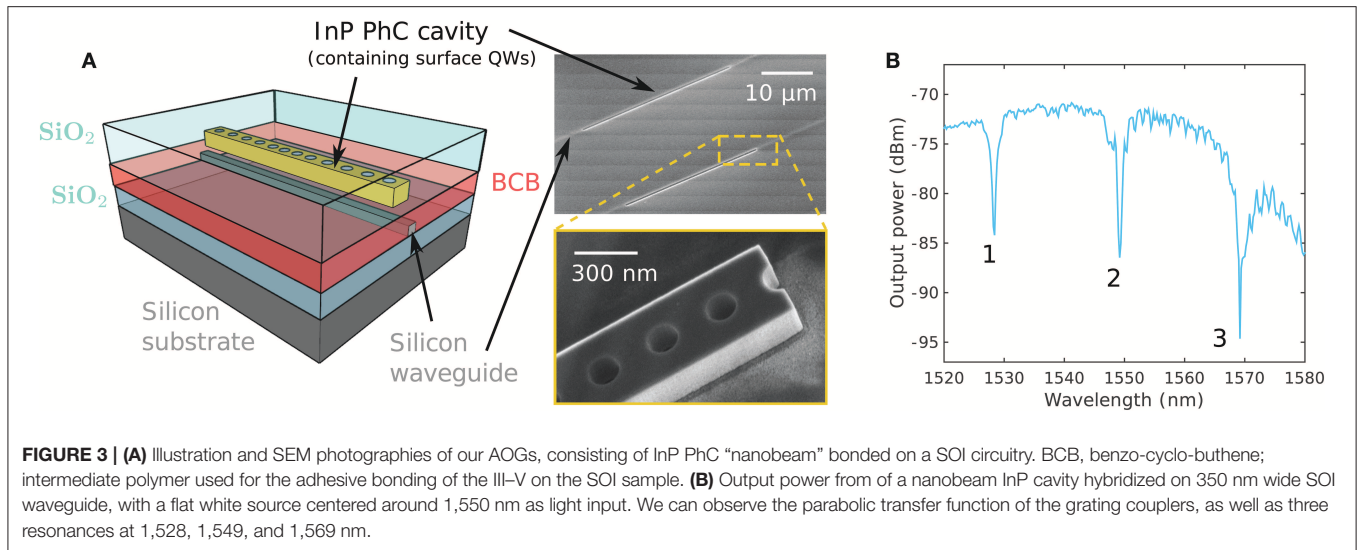 A
InP PhC cavity
(containing surface QWs)
SiO2
SiO2
BCB
Silicon
substrate
Silicon
waveguide
10 μm
300 nm
B
Output power (dBm)
-70
-75
-80
-85
-90
-95
1
2
3
1520 1530 1540 1550 1560 1570 1580
Wavelength (nm)
FIGURE 3 | (A) Illustration and SEM photographies of our AOGs, consisting of InP PhC “nanobeam” bonded on a SOI circuitry. BCB, benzo-cyclo-buthene;
intermediate polymer used for the adhesive bonding of the III–V on the SOI sample. (B) Output power from of a nanobeam InP cavity hybridized on 350 nm wide SOI
waveguide, with a flat white source centered around 1,550 nm as light input. We can observe the parabolic transfer function of the grating couplers, as well as three
resonances at 1,528, 1,549, and 1,569 nm.